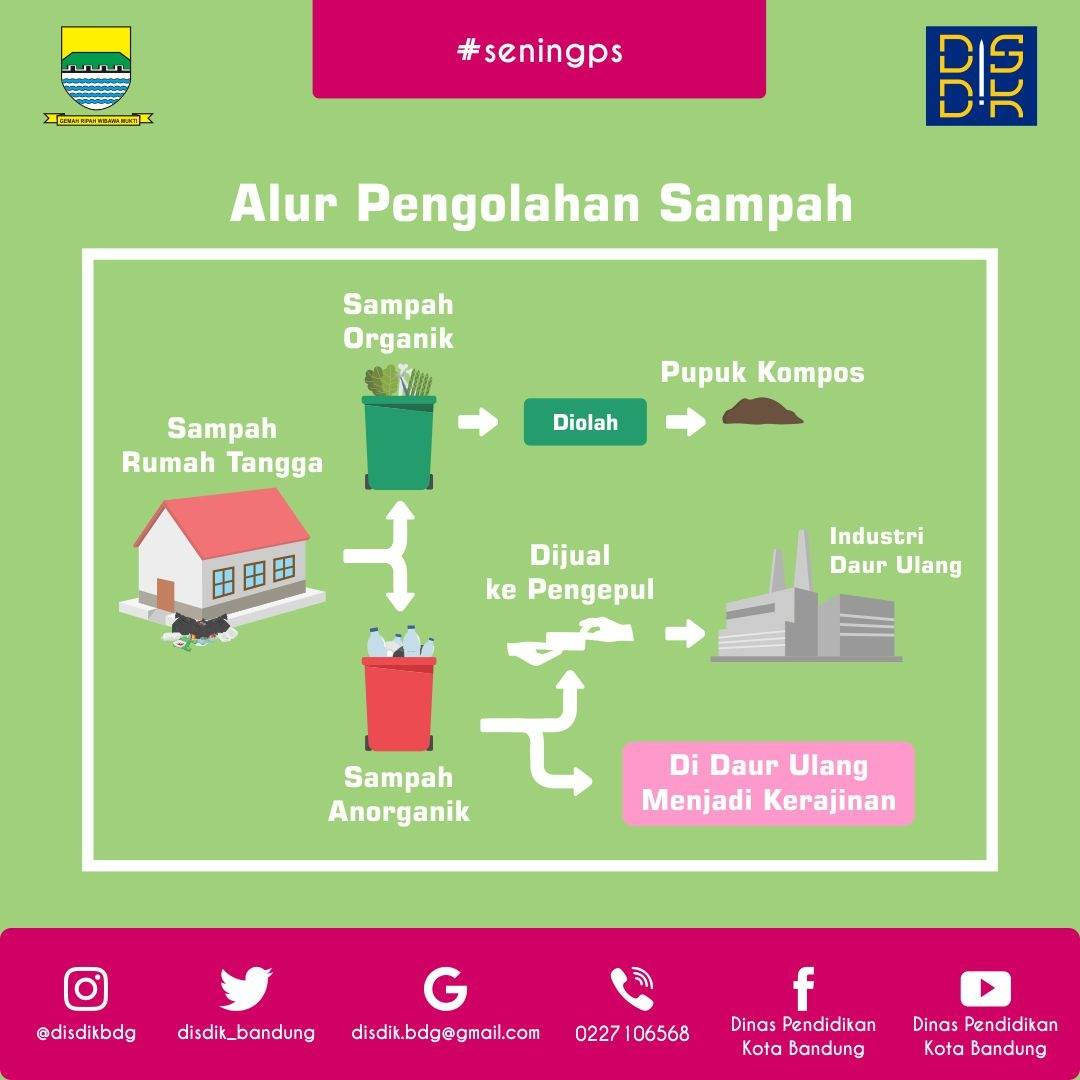 #seningps
GEMAH RIPAH WIBAWA MUKTI
DISDIK
Alur Pengolahan Sampah
Sampah
Organik
Pupuk Kompos
Diolah
Sampah
Rumah Tangga
Dijual
ke Pengepul
Industri
Daur Ulang
Di Daur Ulang
Menjadi Kerajinan
Sampah
Anorganik
@disdikbdg
disdik_bandung
disdik.bdg@gmail.com
0227106568
Dinas Pendidikan
Kota Bandung
Dinas Pendidikan
Kota Bandung